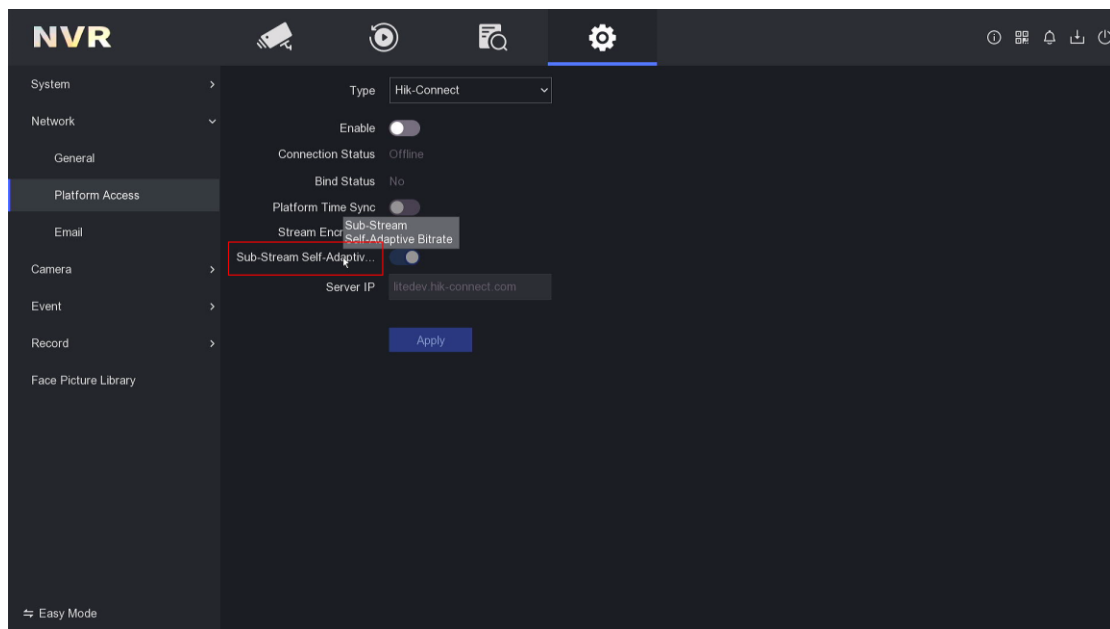 NVR
System
Type Hik-Connect
Network
Enable
General
Connection Status Offline
Bind Status No
Platform Access
Platform Time Sync
Sub-Stream
Self-Adaptive Bitrate
Email
Stream Encr
Sub-Stream Self-Adaptiv...
Camera
Server IP litedev.hik-connect.com
Event
Record
Apply
Face Picture Library
Easy Mode